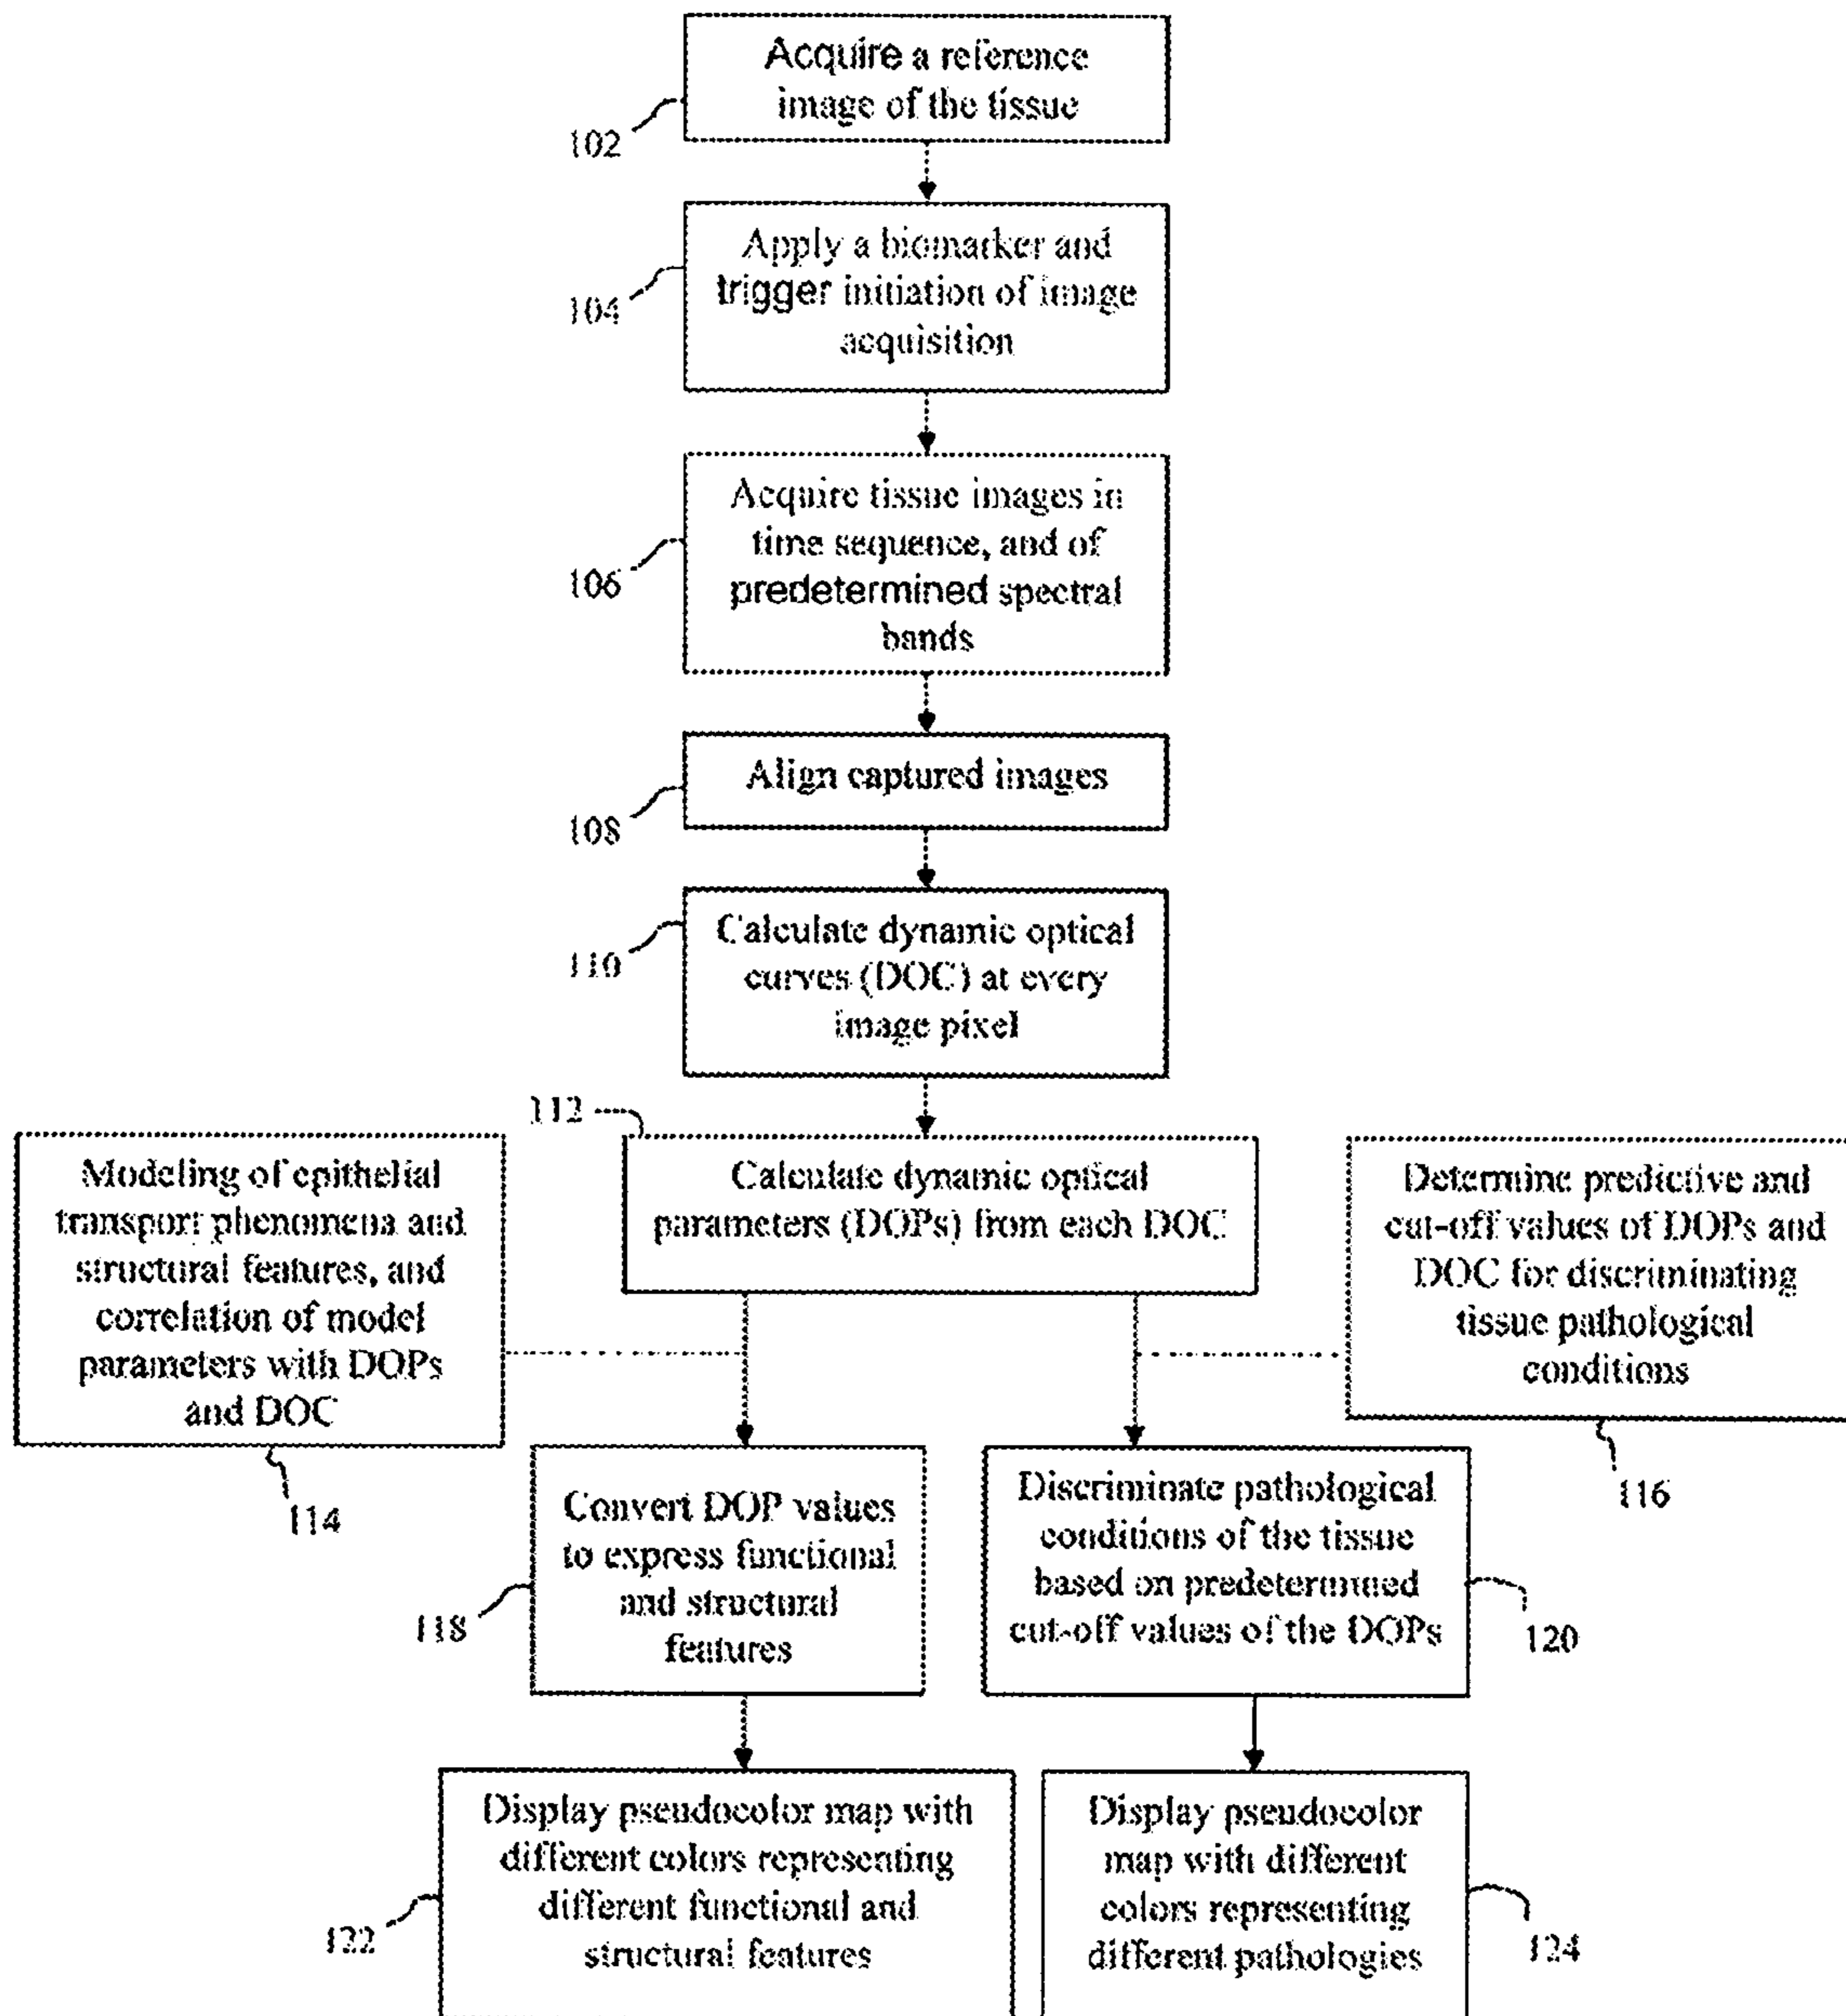 Acquire a reference
image of the tissue
102
Apply a biomarker and
trigger initiation of image
acquisition
104
Acquire tissue images in
time sequence, and of
predetermined spectral
bands
106
Align captured images
108
Calculate dynamic optical
curves (DOC) at every
image pixel
110
112
Calculate dynamic optical
parameters (DOPs) from each DOC
Modeling of epithelial
transport phenomena and
structural features, and
correlation of model
parameters with DOPs
and DOC
114
Determine predictive and
cut-off values of DOPs and
DOC for discriminating
tissue pathological
conditions
116
Convert DOP values
to express functional
and structural
features
118
Discriminate pathological
conditions of the tissue
based on predetermined
cut-off values of the DOPs
120
Display pseudocolor map with
different colors representing
different functional and
structural features
122
Display pseudocolor
map with different
colors representing
different pathologies
124